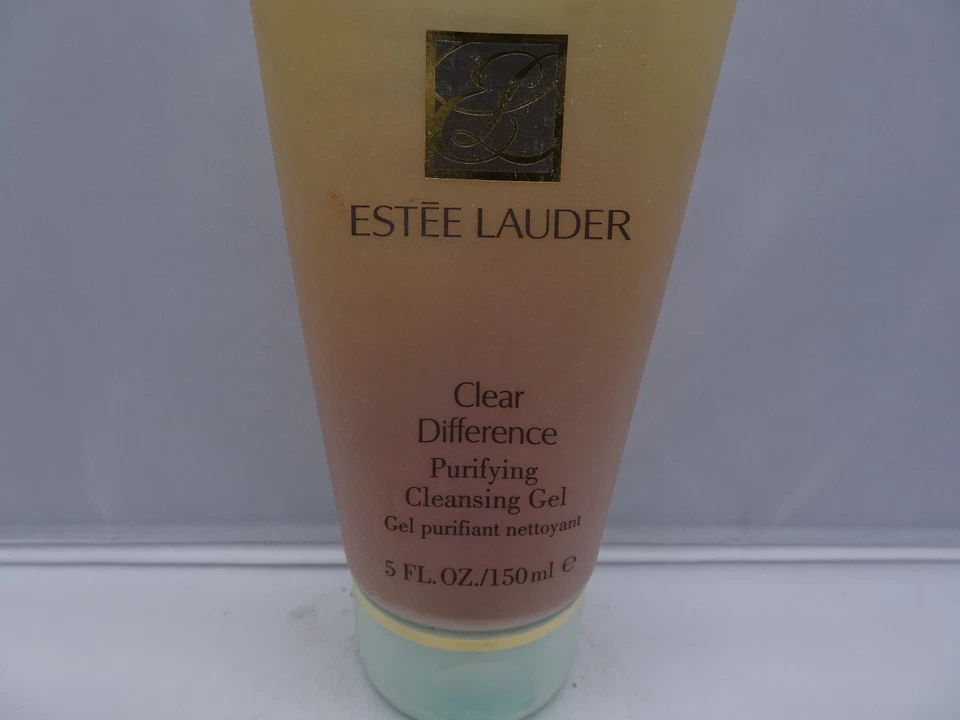 ESTĒE LAUDER
Clear
Difference
Purifying
Cleansing Gel
Gel purifiant nettoyant
5 FL.OZ./150ml ℮